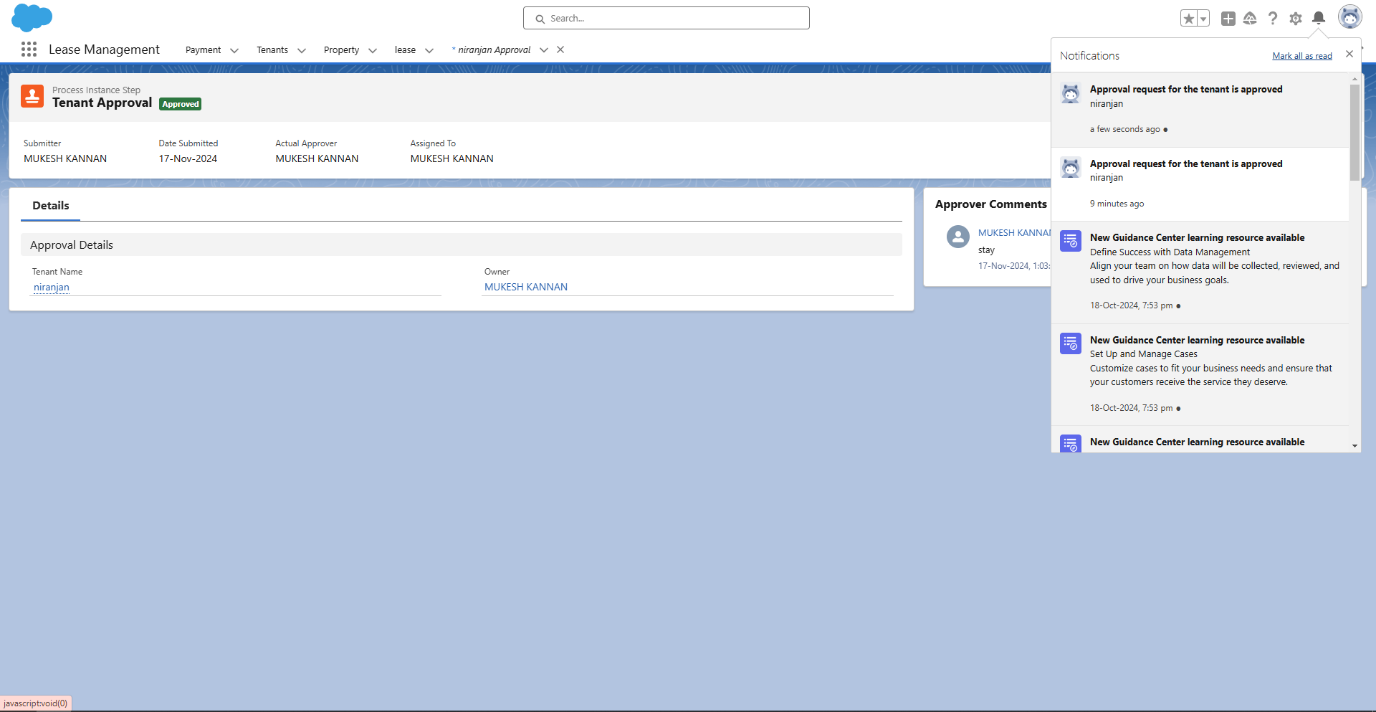 Search...
Lease Management
Payment
Tenants
Property
lease
* niranjan Approval
Notifications
Mark all as read
Process Instance Step
Tenant Approval
Approved
Submitter
MUKESH KANNAN
Date Submitted
17-Nov-2024
Actual Approver
MUKESH KANNAN
Assigned To
MUKESH KANNAN
Details
Approval Details
Tenant Name
niranjan
Owner
MUKESH KANNAN
Approver Comments
MUKESH KANNAN
stay
17-Nov-2024, 1:03:
Approval request for the tenant is approved
niranjan
a few seconds ago
Approval request for the tenant is approved
niranjan
9 minutes ago
New Guidance Center learning resource available
Define Success with Data Management
Align your team on how data will be collected, reviewed, and
used to drive your business goals.
18-Oct-2024, 7:53 pm
New Guidance Center learning resource available
Set Up and Manage Cases
Customize cases to fit your business needs and ensure that
your customers receive the service they deserve.
18-Oct-2024, 7:53 pm
New Guidance Center learning resource available
javascript:void(0)